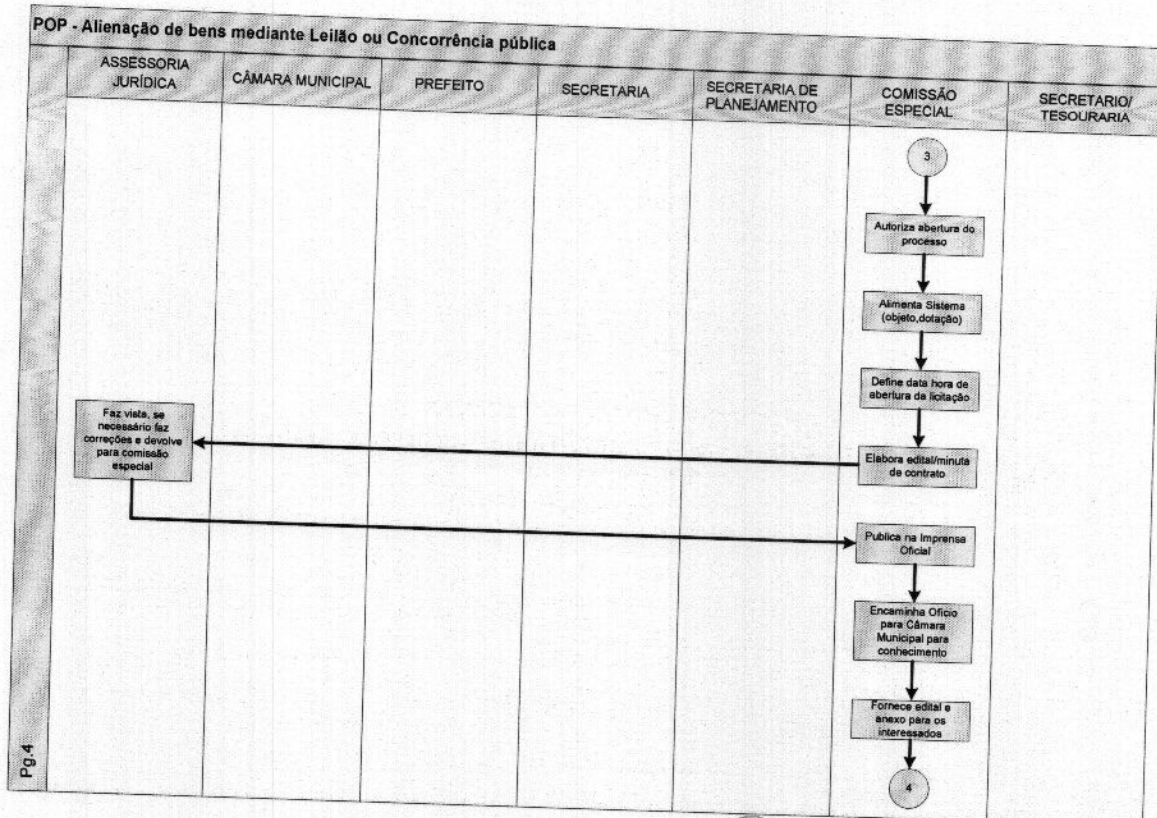 POP - Alienação de bens mediante Leilão ou Concorrência pública
ASSESSORIA
JURÍDICA
CÂMARA MUNICIPAL
PREFEITO
SECRETARIA
SECRETARIA DE
PLANEJAMENTO
COMISSÃO
ESPECIAL
SECRETARIO/
TESOURARIA
3
Autoriza abertura do
processo
Alimenta Sistema
(objeto,dotação)
Define data hora de
abertura da licitação
Elabora edital/minuta
de contrato
Faz vista, se
necessário faz
correções e devolve
para comissão
especial
Publica na Imprensa
Oficial
Encaminha Oficio
para Câmara
Municipal para
conhecimento
Fornece edital e
anexo para os
interessados
4
Pg.4